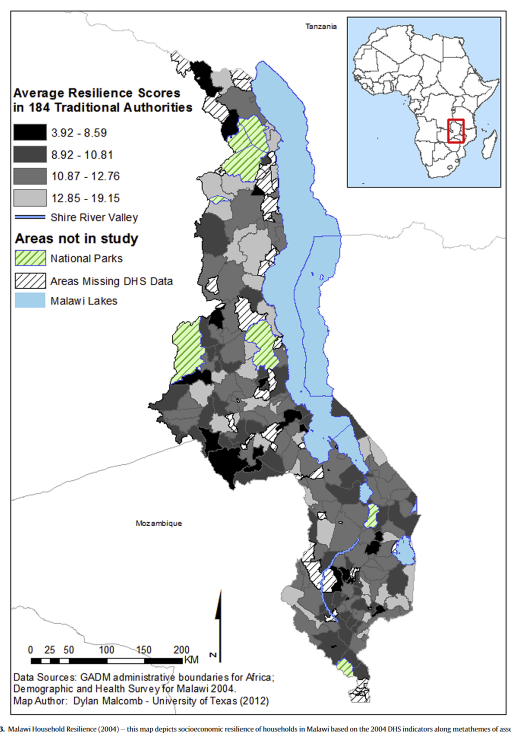 Tanzania
Average Resilience Scores
in 184 Traditional Authorities
3.92 - 8.59
8.92 - 10.81
10.87 - 12.76
12.85 - 19.15
Shire River Valley
Areas not in study
National Parks
Areas Missing DHS Data
Malawi Lakes
Mozambique
N
0 25 50 100 150 200
KM
Data Sources: GADM administrative boundaries for Africa;
Demographic and Health Survey for Malawi 2004.
Map Author: Dylan Malcomb - University of Texas (2012)
3. Malawi Household Resilience (2004) – this map depicts socioeconomic resilience of households in Malawi based on the 2004 DHS indicators along metathemes of